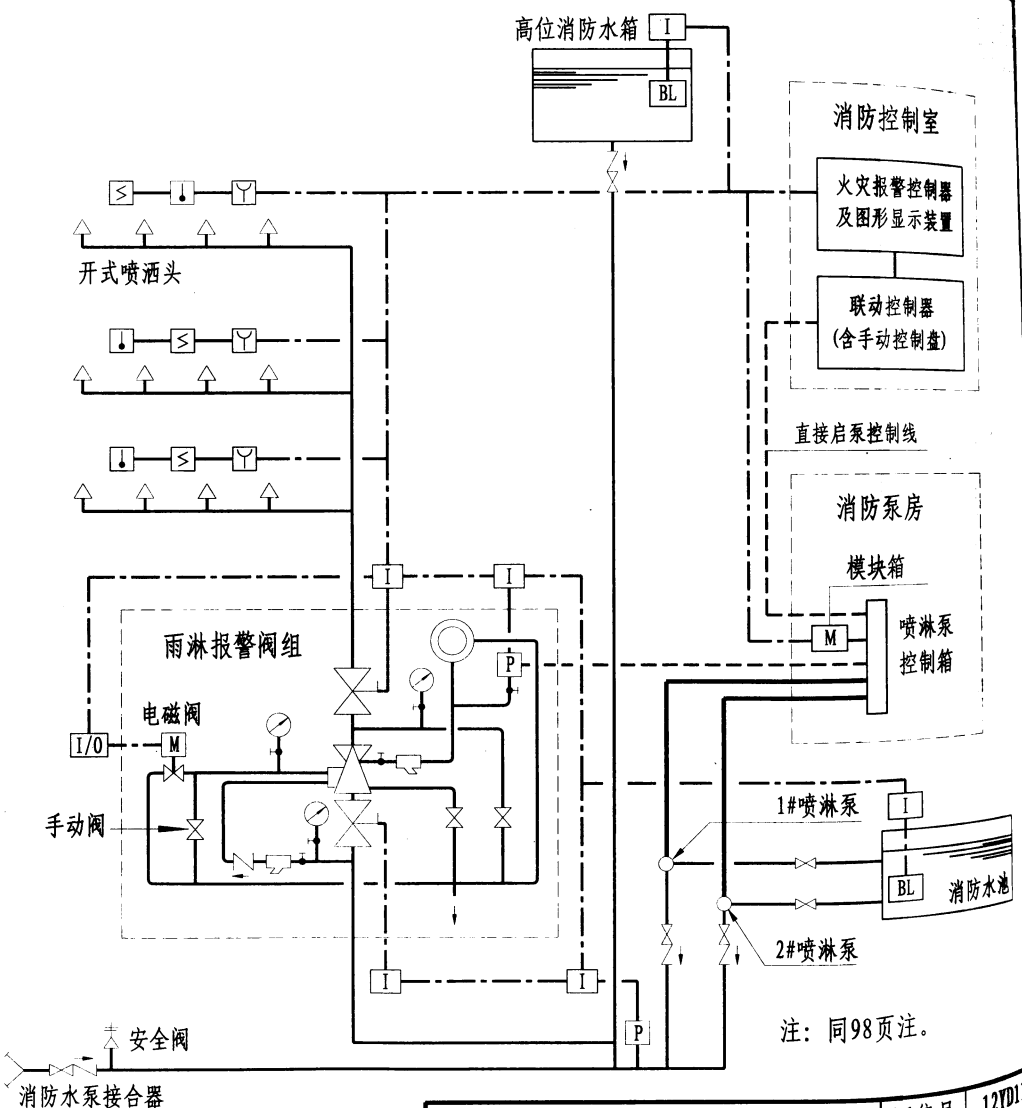 高位消防水箱
I
BL
消防控制室
火灾报警控制器
及图形显示装置
开式喷洒头
联动控制器
(含手动控制盘)
直接启泵控制线
消防泵房
模块箱
I
I
雨淋报警阀组
喷淋泵
控制箱
M
P
电磁阀
I/O
M
1#喷淋泵
I
手动阀
BL
消防水池
2#喷淋泵
I
I
P
注: 同98页注。
安全阀
消防水泵接合器
12YD1